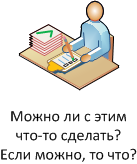 Можно ли с этим
что-то сделать?
Если можно, то что?